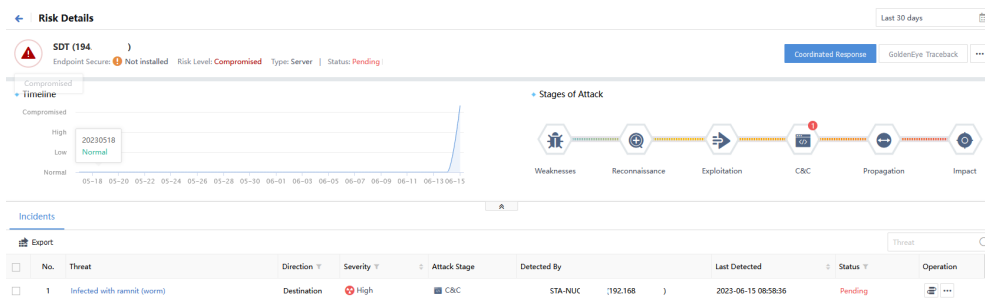 Risk Details
Last 30 days
SDT (194. )
Endpoint Secure: Not installed Risk Level: Compromised Type: Server | Status: Pending
Coordinated Response
GoldenEye Traceback
Compromised
Timeline
Stages of Attack
Compromised
High
Low
Normal
20230518
Normal
05-18 05-20 05-22 05-24 05-26 05-28 05-30 06-01 06-03 06-05 06-07 06-09 06-11 06-13 06-15
1
Weaknesses Reconnaissance Exploitation C&C Propagation Impact
Incidents
Export
Threat
No. Threat Direction Severity Attack Stage Detected By Last Detected Status Operation
1 Infected with ramnit (worm) Destination High C&C STA-NUC (192.168 ) 2023-06-15 08:58:36 Pending